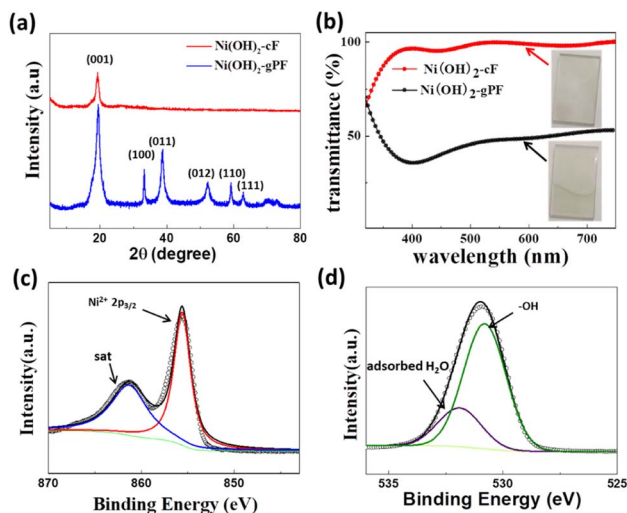 (a)
Ni(OH)2-cF
Ni(OH)2-gPF
(001)
(011)
(100)
(012) (110)
(111)
Intensity (a.u)
20 40 60 80
2θ (degree)
(b)
100
50
Ni(OH)2-cF
Ni(OH)2-gPF
transmittance (%)
400 500 600 700
wavelength (nm)
(c)
Ni2+ 2p3/2
sat
Intensity(a.u.)
870 860 850
Binding Energy (eV)
(d)
-OH
adsorbed H2O
Intensity(a.u.)
535 530 525
Binding Energy (eV)